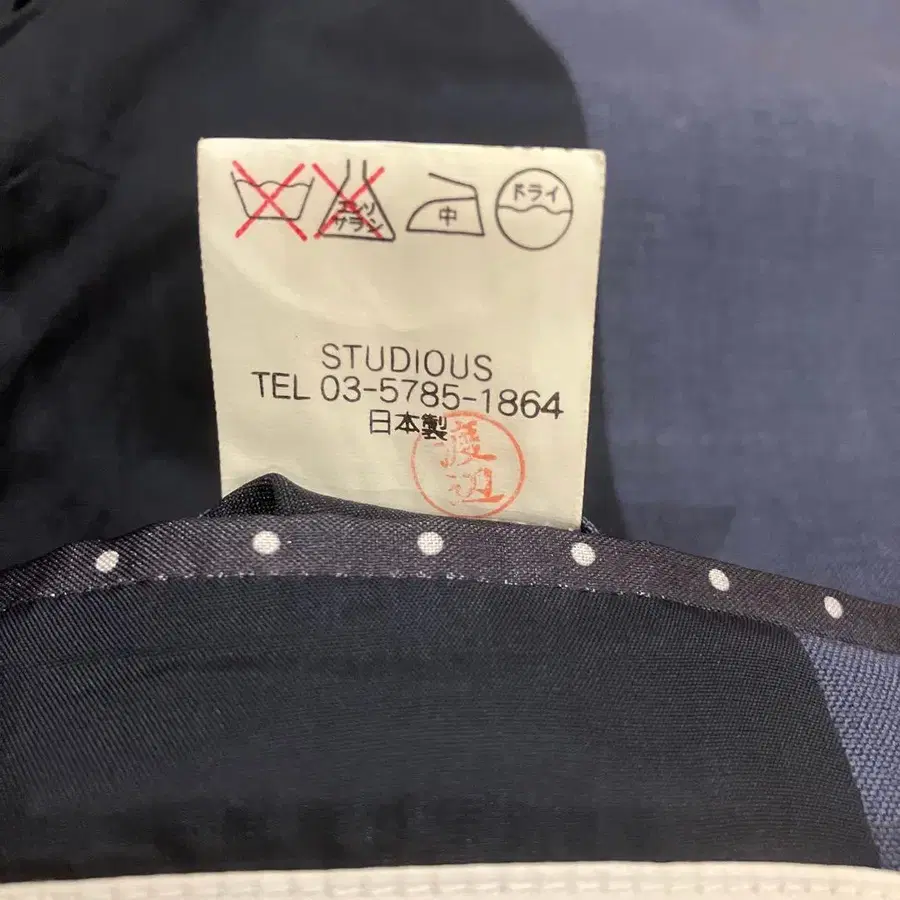 エンソ
サラシ
中
ドライ
STUDIOUS
TEL 03-5785-1864
日本製
渡辺